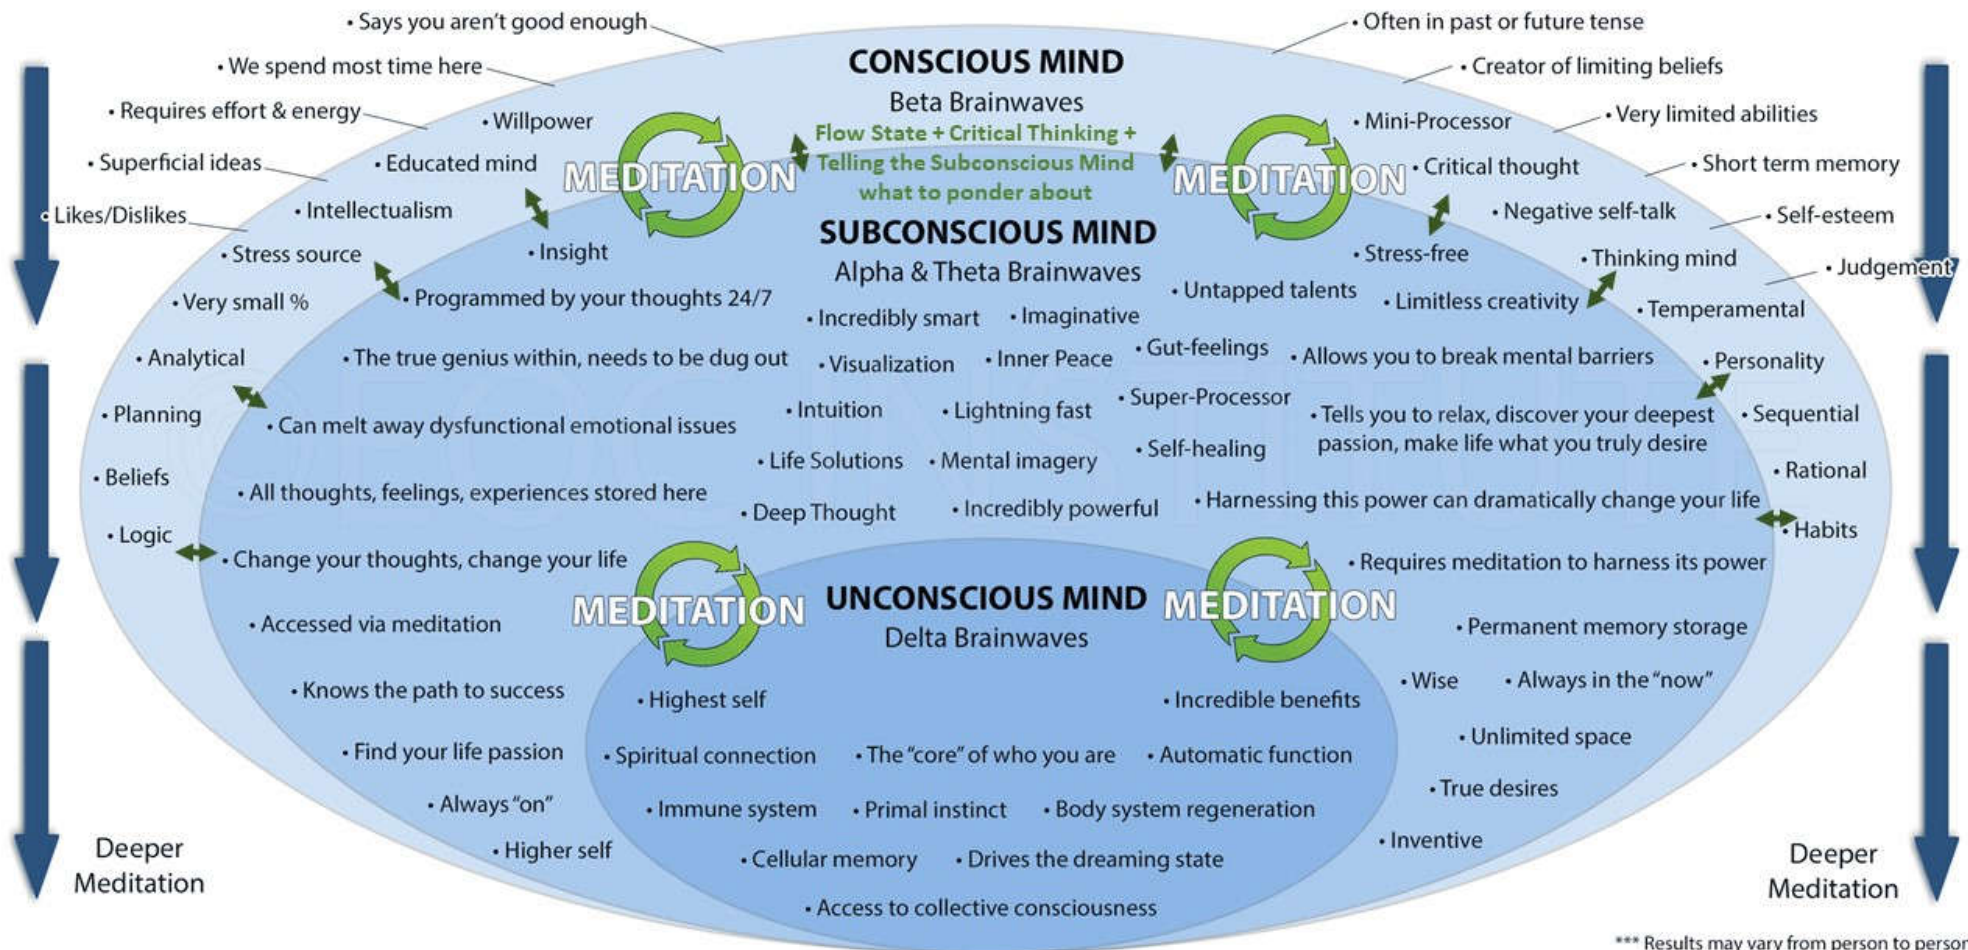 • Says you aren't good enough
• Often in past or future tense
CONSCIOUS MIND
• We spend most time here
• Creator of limiting beliefs
Beta Brainwaves
• Requires effort & energy
• Willpower
• Mini-Processor
• Very limited abilities
Flow State + Critical Thinking +
Telling the Subconscious Mind
what to ponder about
• Superficial ideas
• Educated mind
MEDITATION
MEDITATION
• Critical thought
• Short term memory
• Likes/Dislikes
• Intellectualism
• Negative self-talk
• Self-esteem
SUBCONSCIOUS MIND
Alpha & Theta Brainwaves
• Stress source
• Insight
• Stress-free
• Thinking mind
• Judgement
• Very small %
• Programmed by your thoughts 24/7
• Untapped talents
• Limitless creativity
• Temperamental
• Incredibly smart
• Imaginative
• Analytical
• The true genius within, needs to be dug out
• Visualization
• Inner Peace
• Gut-feelings
• Allows you to break mental barriers
• Personality
• Planning
• Can melt away dysfunctional emotional issues
• Intuition
• Lightning fast
• Super-Processor
• Tells you to relax, discover your deepest
passion, make life what you truly desire
• Sequential
• Beliefs
• Life Solutions
• Mental imagery
• Self-healing
• Rational
• All thoughts, feelings, experiences stored here
• Deep Thought
• Incredibly powerful
• Harnessing this power can dramatically change your life
• Habits
• Logic
• Change your thoughts, change your life
• Requires meditation to harness its power
MEDITATION
UNCONSCIOUS MIND
MEDITATION
Delta Brainwaves
• Accessed via meditation
• Permanent memory storage
• Knows the path to success
• Highest self
• Incredible benefits
• Wise
• Always in the "now"
• Find your life passion
• Spiritual connection
• The "core" of who you are
• Automatic function
• Unlimited space
• Always "on"
• Immune system
• Primal instinct
• Body system regeneration
• True desires
• Higher self
• Cellular memory
• Drives the dreaming state
• Inventive
• Access to collective consciousness
Deeper
Meditation
Deeper
Meditation
*** Results may vary from person to person
©EOC INSTITUTE